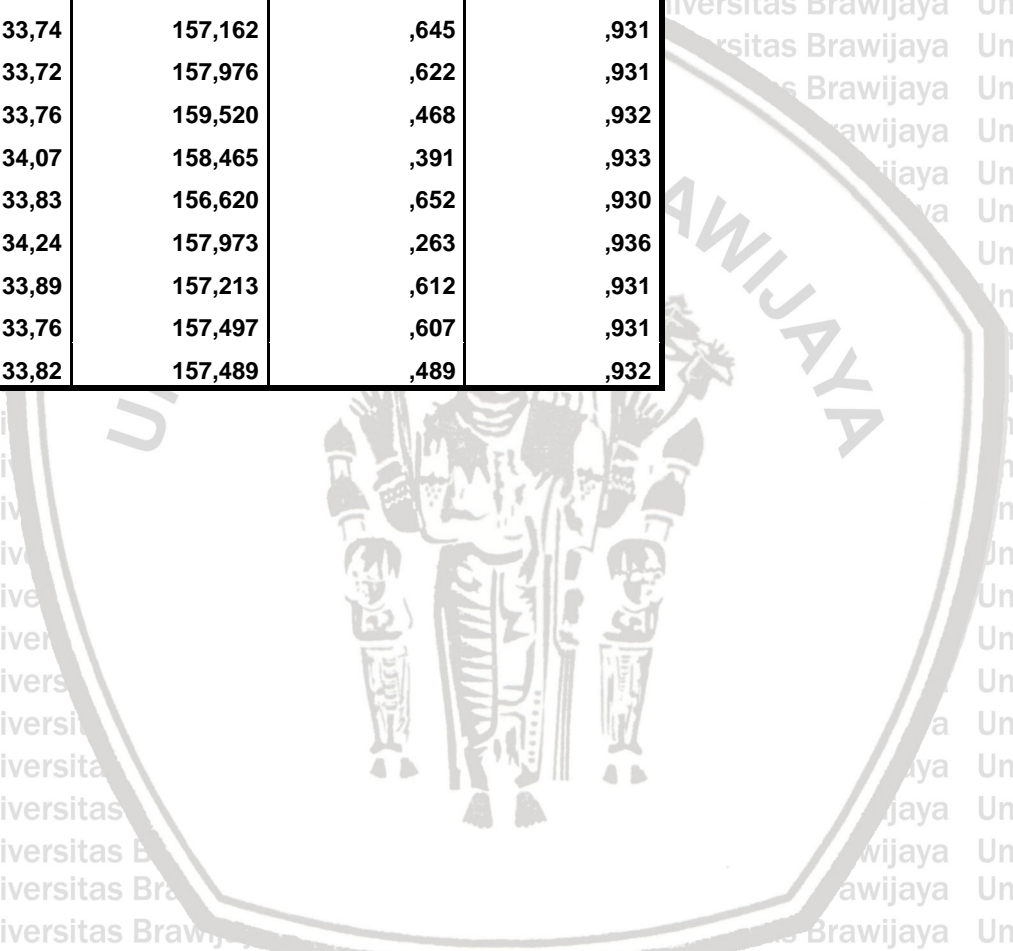 33,74 157,162 ,645 ,931
33,72 157,976 ,622 ,931
33,76 159,520 ,468 ,932
34,07 158,465 ,391 ,933
33,83 156,620 ,652 ,930
34,24 157,973 ,263 ,936
33,89 157,213 ,612 ,931
33,76 157,497 ,607 ,931
33,82 157,489 ,489 ,932
AWIJAYA
Brawijaya
Brawijaya